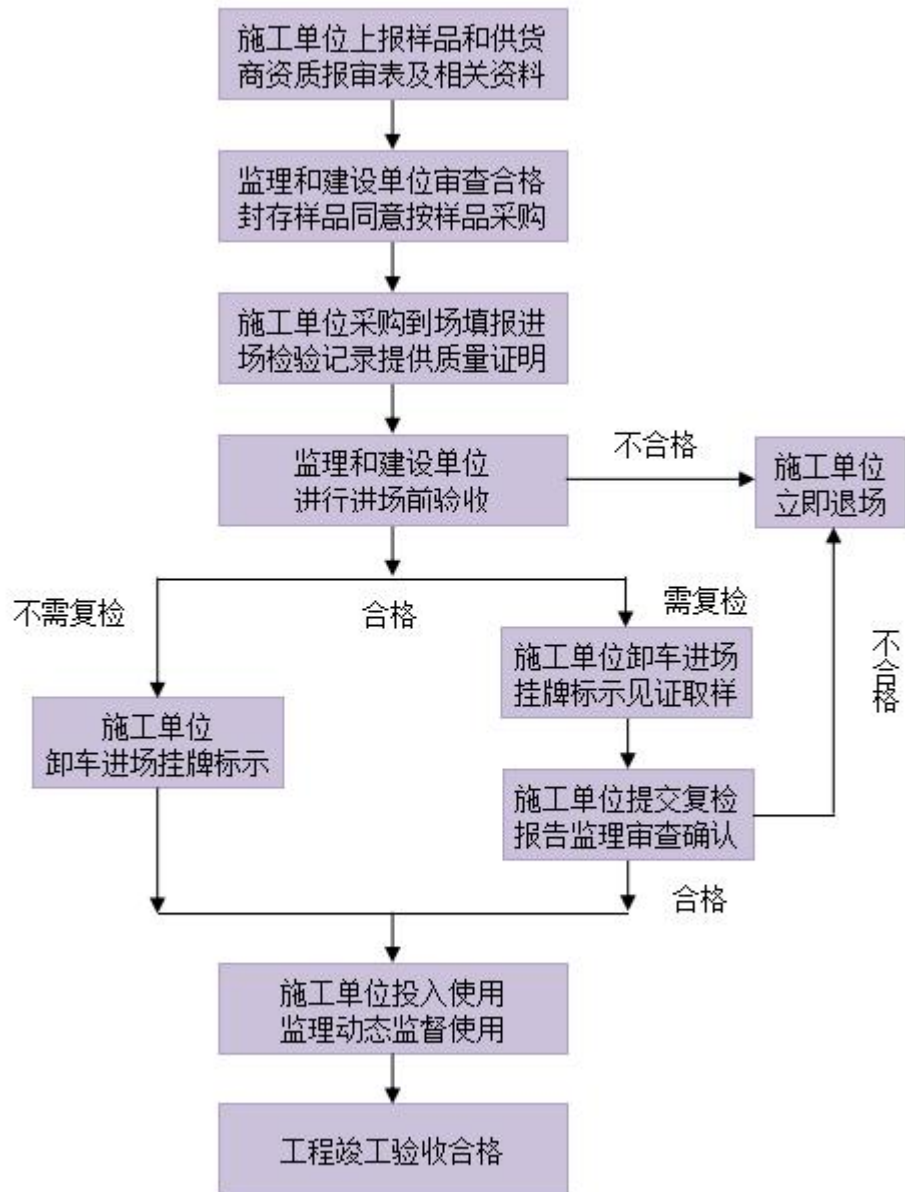 施工单位上报样品和供货
商资质报审表及相关资料
监理和建设单位审查合格
封存样品同意按样品采购
施工单位采购到场填报进
场检验记录提供质量证明
监理和建设单位
进行进场前验收
不合格
施工单位
立即退场
不需复检
合格
需复检
施工单位
卸车进场挂牌标示
施工单位卸车进场
挂牌标示见证取样
不合格
施工单位提交复检
报告监理审查确认
合格
施工单位投入使用
监理动态监督使用
工程竣工验收合格